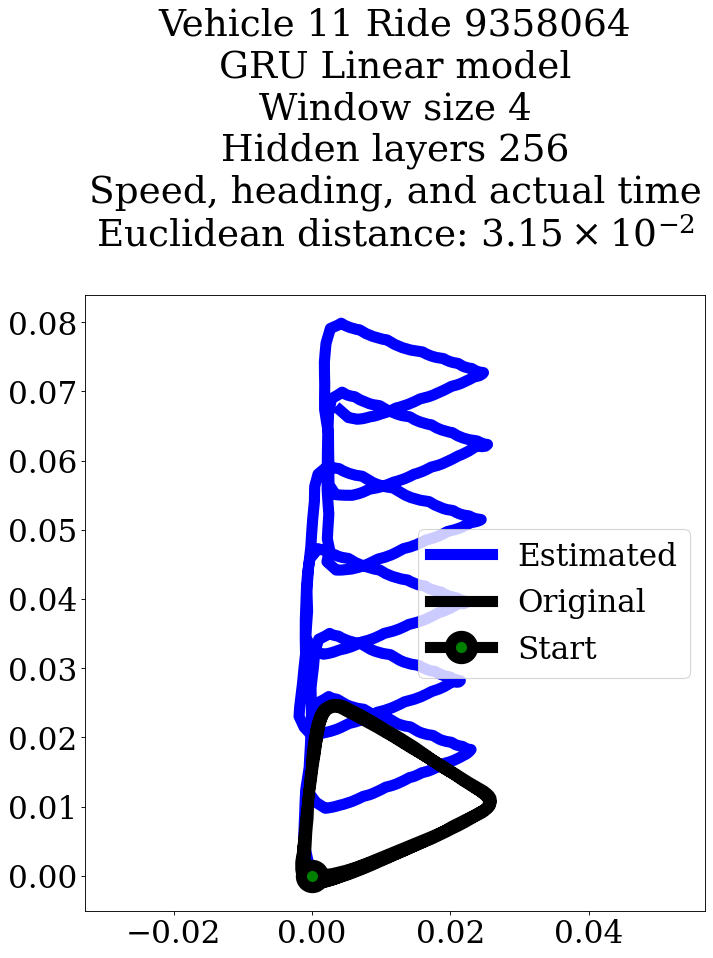 Vehicle 11 Ride 9358064
GRU Linear model
Window size 4
Hidden layers 256
Speed, heading, and actual time
Euclidean distance: 3.15 × 10⁻²
0.08
0.07
0.06
0.05
0.04
0.03
0.02
0.01
0.00
Estimated
Original
Start
−0.02 0.00 0.02 0.04